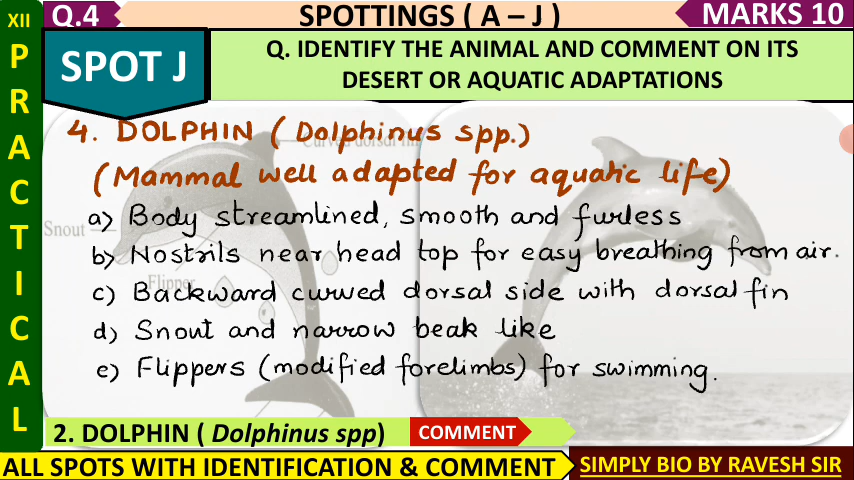 XII
PRACTICAL
Q.4
SPOTTINGS ( A – J )
MARKS 10
SPOT J
Q. IDENTIFY THE ANIMAL AND COMMENT ON ITS
DESERT OR AQUATIC ADAPTATIONS
4. DOLPHIN ( Dolphinus spp.)
(Mammal well adapted for aquatic life)
a) Body streamlined, smooth and furless
Snout
b) Nostrils near head top for easy breathing from air.
Flipper
c) Backward curved dorsal side with dorsal fin
d) Snout and narrow beak like
e) Flippers (modified forelimbs) for swimming.
2. DOLPHIN ( Dolphinus spp)
COMMENT
ALL SPOTS WITH IDENTIFICATION & COMMENT
SIMPLY BIO BY RAVESH SIR